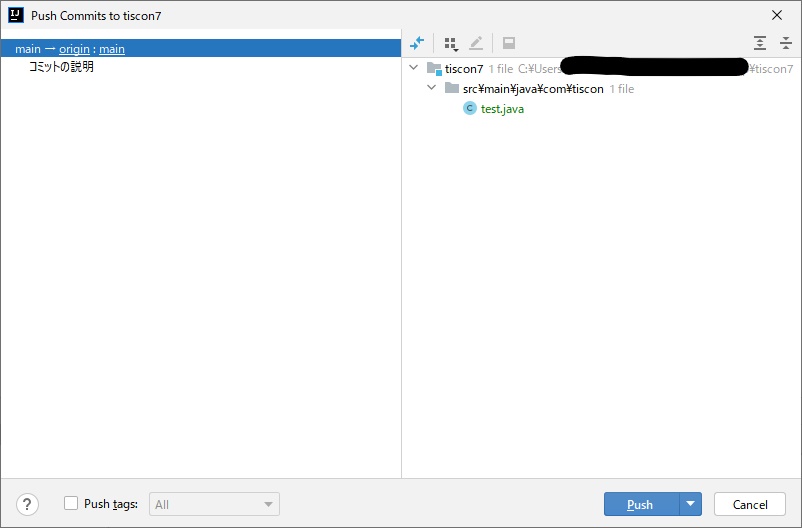 Push Commits to tiscon7
main → origin : main
コミットの説明
tiscon7 1 file C:¥Users ¥tiscon7
src¥main¥java¥com¥tiscon 1 file
C test.java
? Push tags: All
Push
Cancel